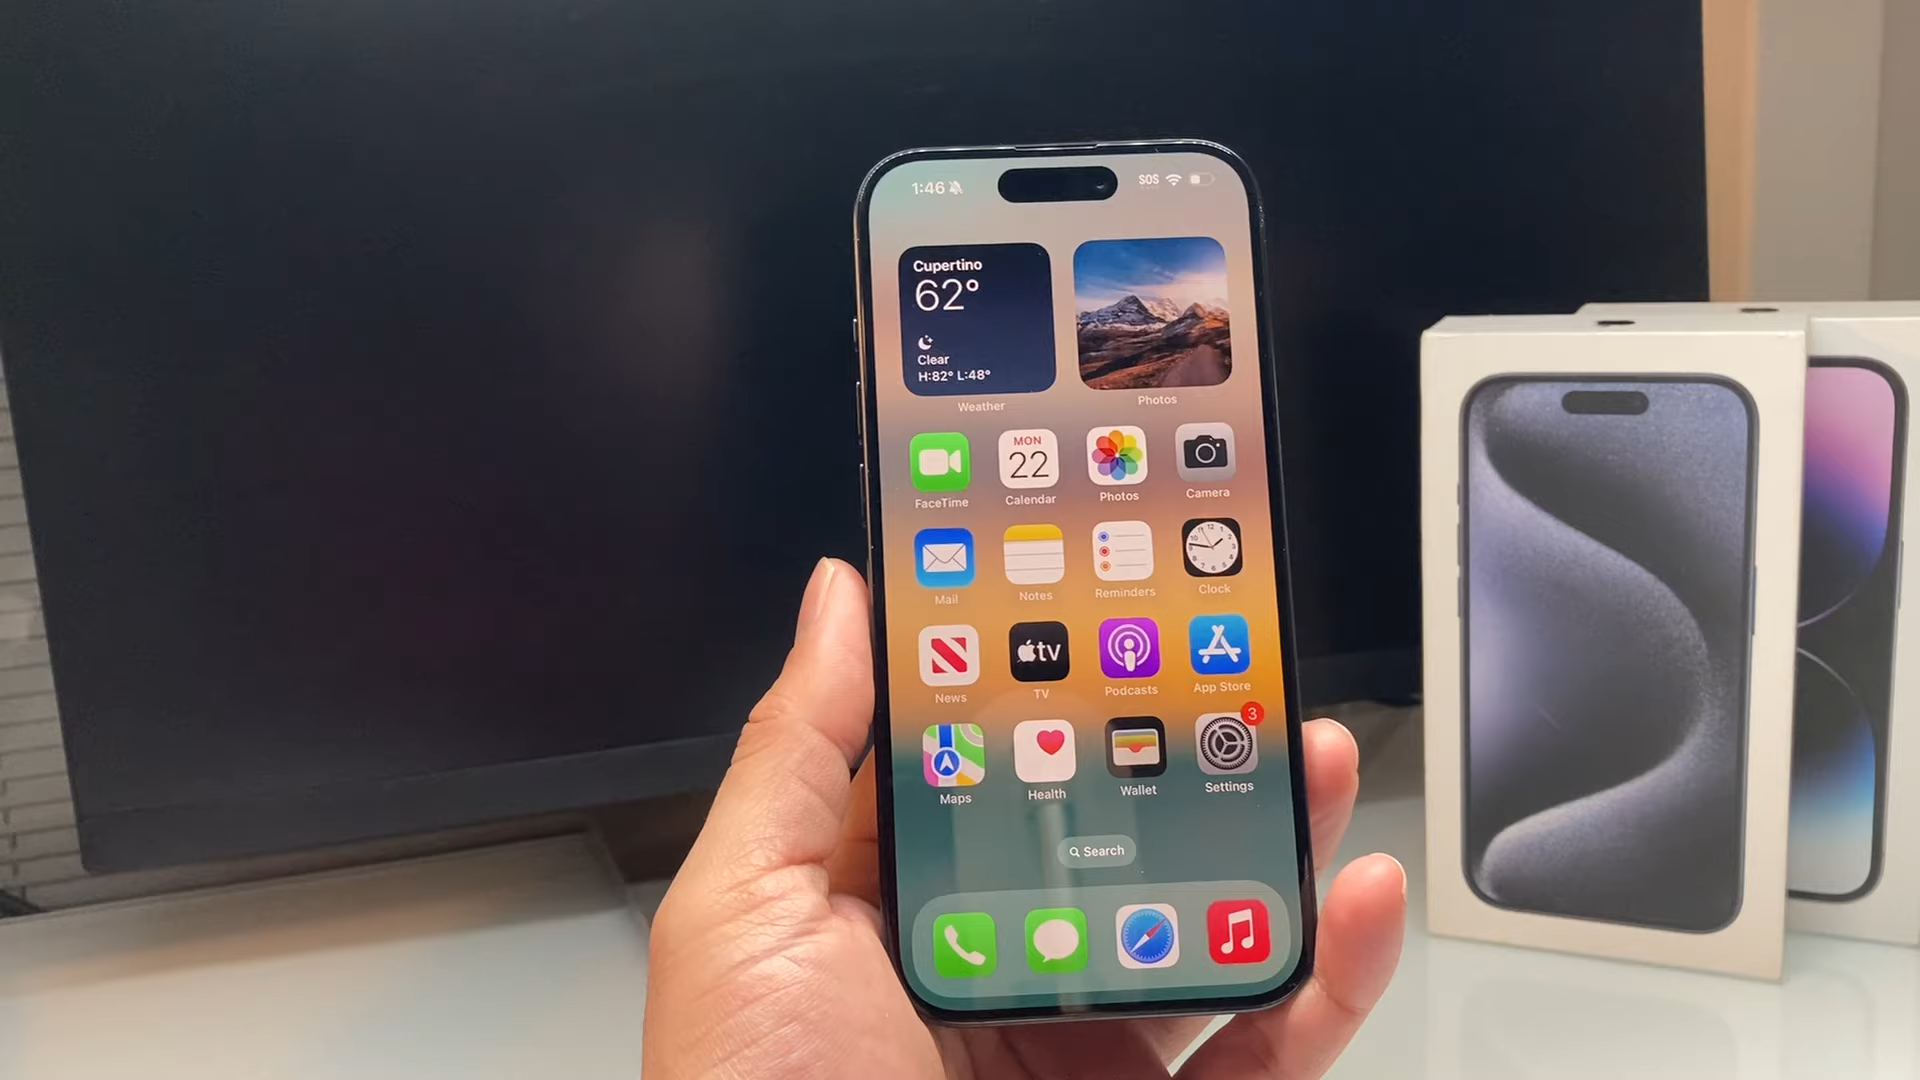 1:46
SOS
Cupertino
62°
Clear
H:82° L:48°
Weather
Photos
MON
22
FaceTime
Calendar
Photos
Camera
Mail
Notes
Reminders
Clock
tv
News
TV
Podcasts
App Store
3
Maps
Health
Wallet
Settings
Search